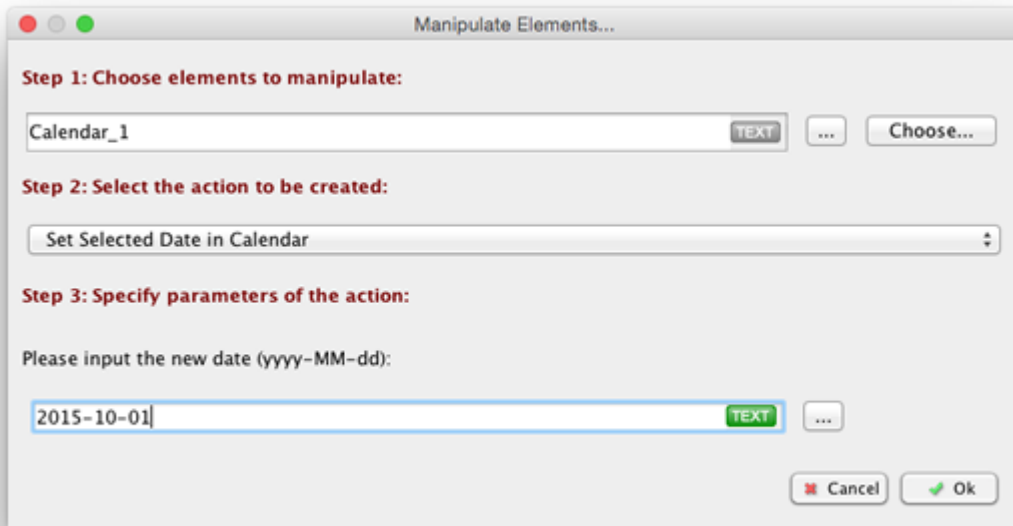 Manipulate Elements...
Step 1: Choose elements to manipulate:
Calendar_1 TEXT ... Choose...
Step 2: Select the action to be created:
Set Selected Date in Calendar
Step 3: Specify parameters of the action:
Please input the new date (yyyy-MM-dd):
2015-10-01 TEXT ...
Cancel Ok